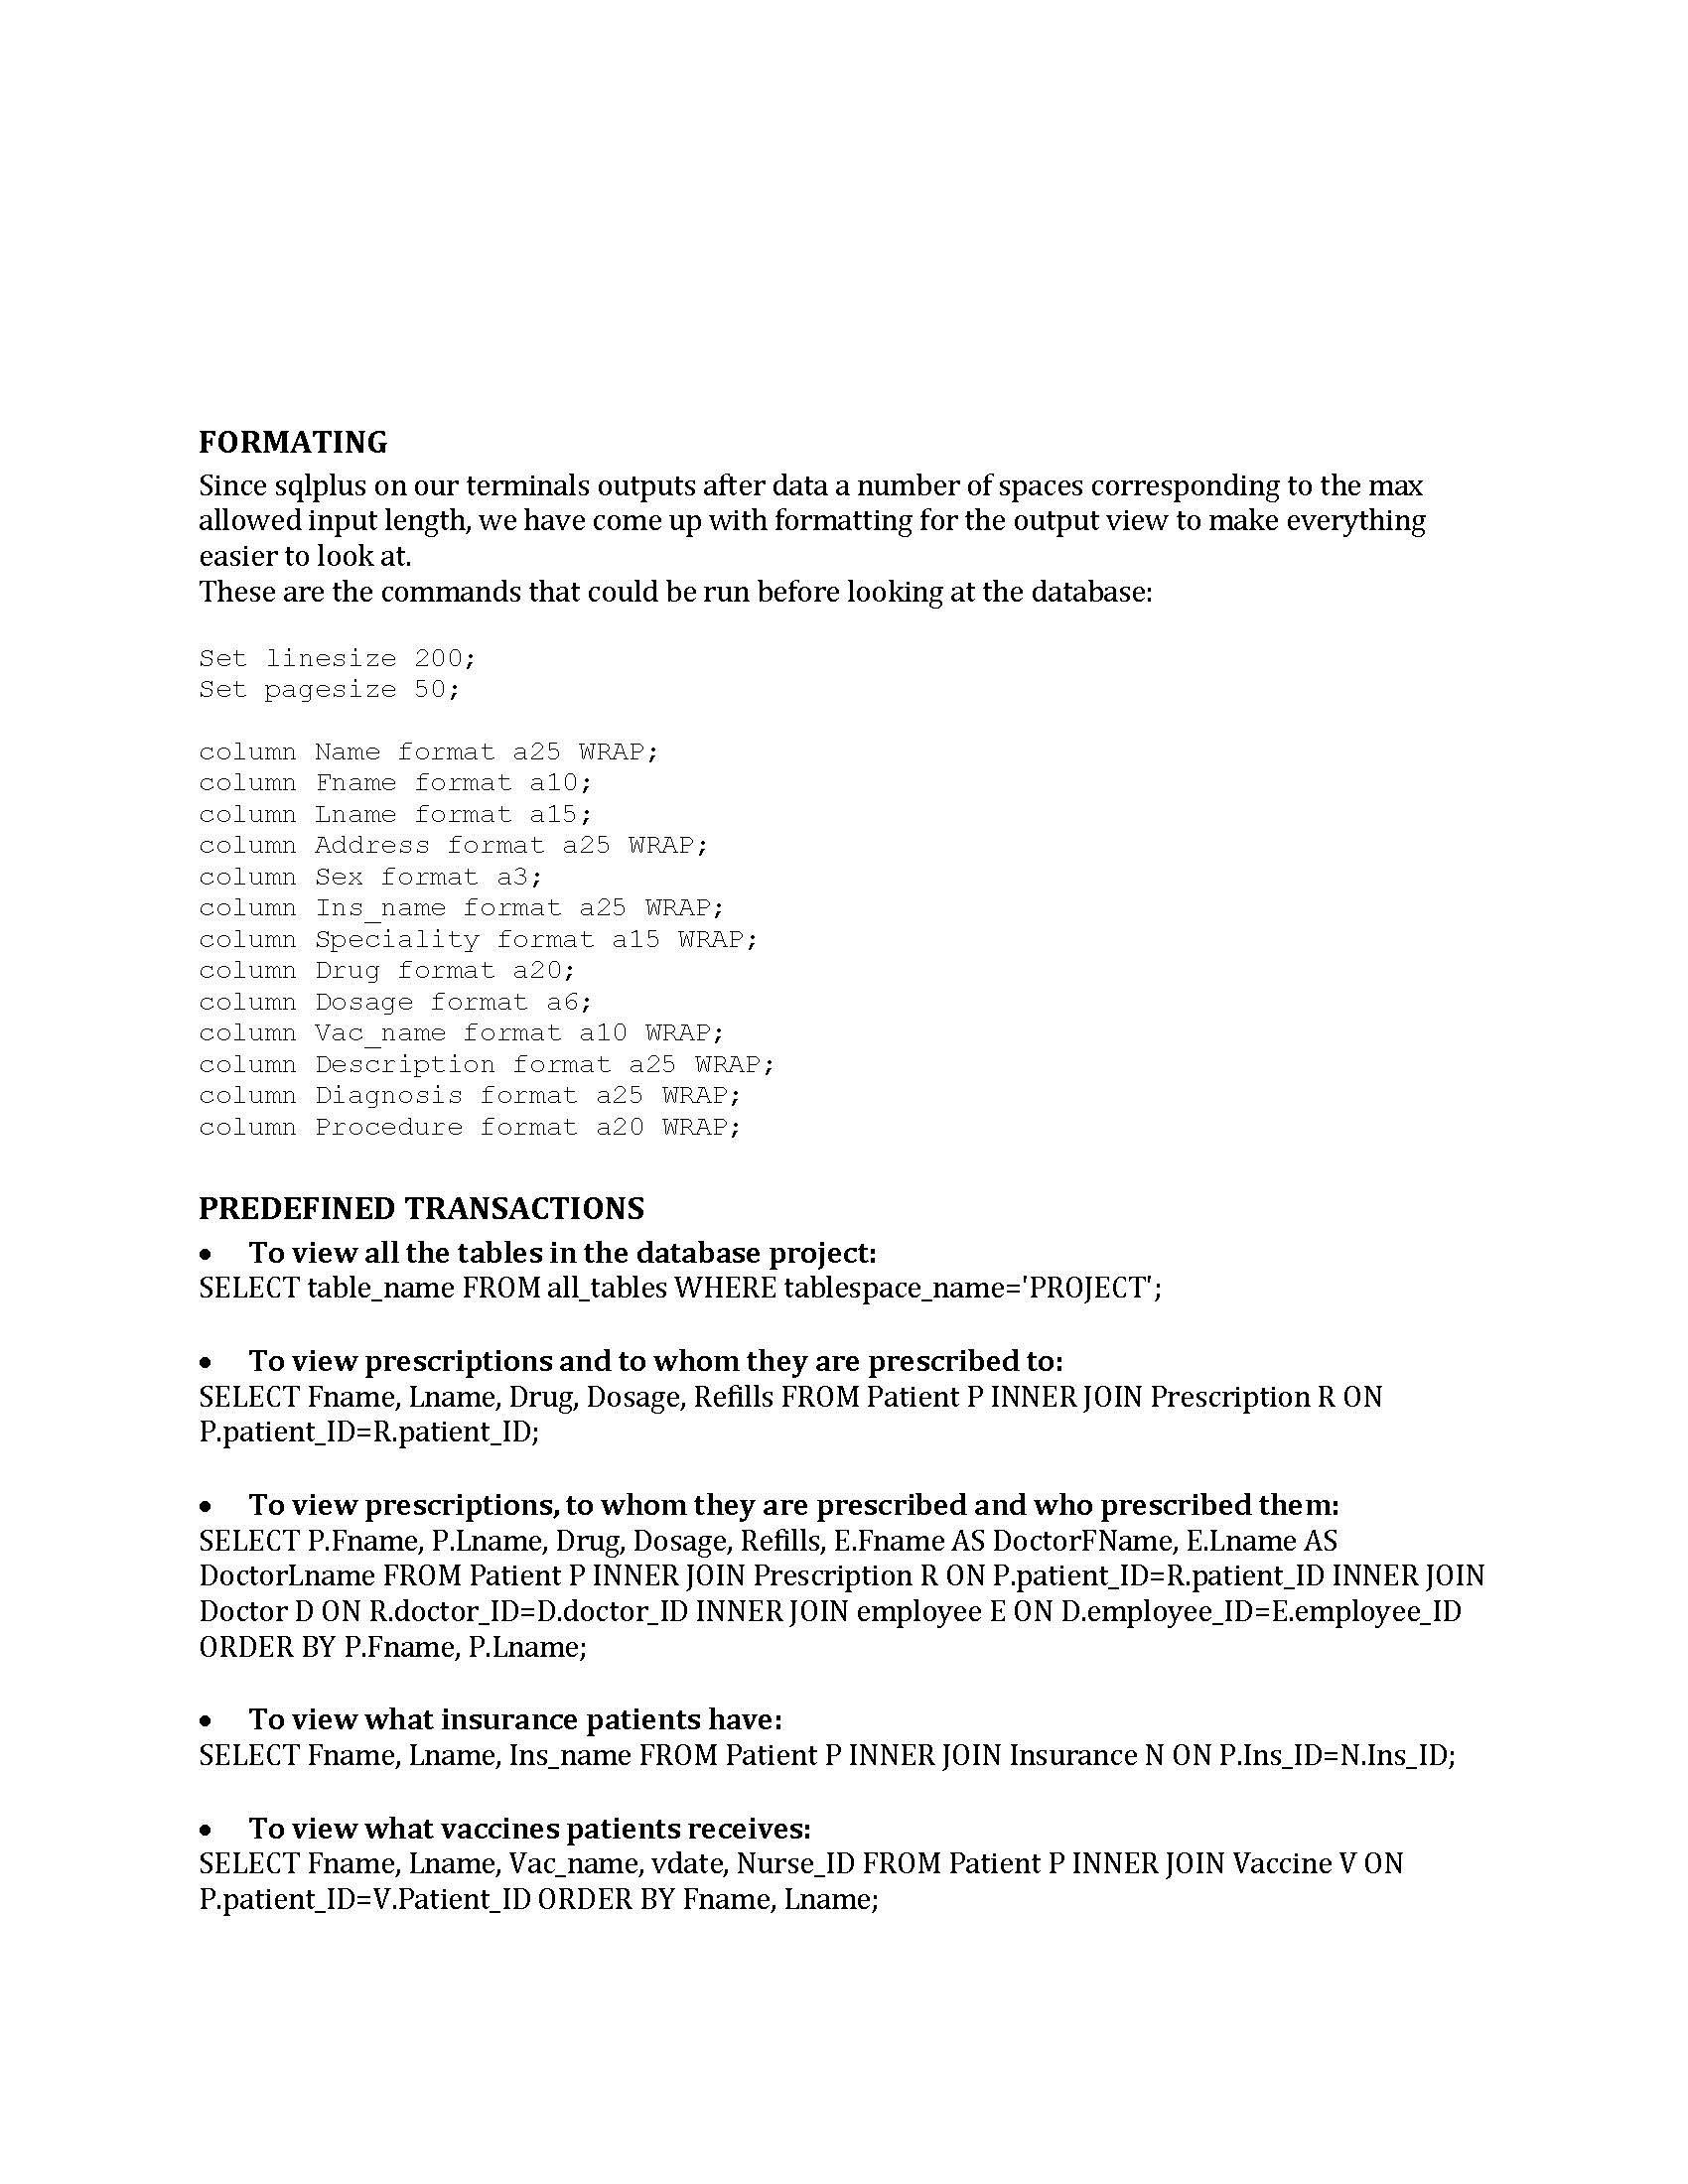 FORMATING
Since sqlplus on our terminals outputs after data a number of spaces corresponding to the max
allowed input length, we have come up with formatting for the output view to make everything
easier to look at.
These are the commands that could be run before looking at the database:
Set linesize 200;
Set pagesize 50;
column Name format a25 WRAP;
column Fname format a10;
column Lname format a15;
column Address format a25 WRAP;
column Sex format a3;
column Ins_name format a25 WRAP;
column Speciality format a15 WRAP;
column Drug format a20;
column Dosage format a6;
column Vac_name format a10 WRAP;
column Description format a25 WRAP;
column Diagnosis format a25 WRAP;
column Procedure format a20 WRAP;
PREDEFINED TRANSACTIONS
• To view all the tables in the database project:
SELECT table_name FROM all_tables WHERE tablespace_name='PROJECT';
• To view prescriptions and to whom they are prescribed to:
SELECT Fname, Lname, Drug, Dosage, Refills FROM Patient P INNER JOIN Prescription R ON
P.patient_ID=R.patient_ID;
• To view prescriptions, to whom they are prescribed and who prescribed them:
SELECT P.Fname, P.Lname, Drug, Dosage, Refills, E.Fname AS DoctorFName, E.Lname AS
DoctorLname FROM Patient P INNER JOIN Prescription R ON P.patient_ID=R.patient_ID INNER JOIN
Doctor D ON R.doctor_ID=D.doctor_ID INNER JOIN employee E ON D.employee_ID=E.employee_ID
ORDER BY P.Fname, P.Lname;
• To view what insurance patients have:
SELECT Fname, Lname, Ins_name FROM Patient P INNER JOIN Insurance N ON P.Ins_ID=N.Ins_ID;
• To view what vaccines patients receives:
SELECT Fname, Lname, Vac_name, vdate, Nurse_ID FROM Patient P INNER JOIN Vaccine V ON
P.patient_ID=V.Patient_ID ORDER BY Fname, Lname;